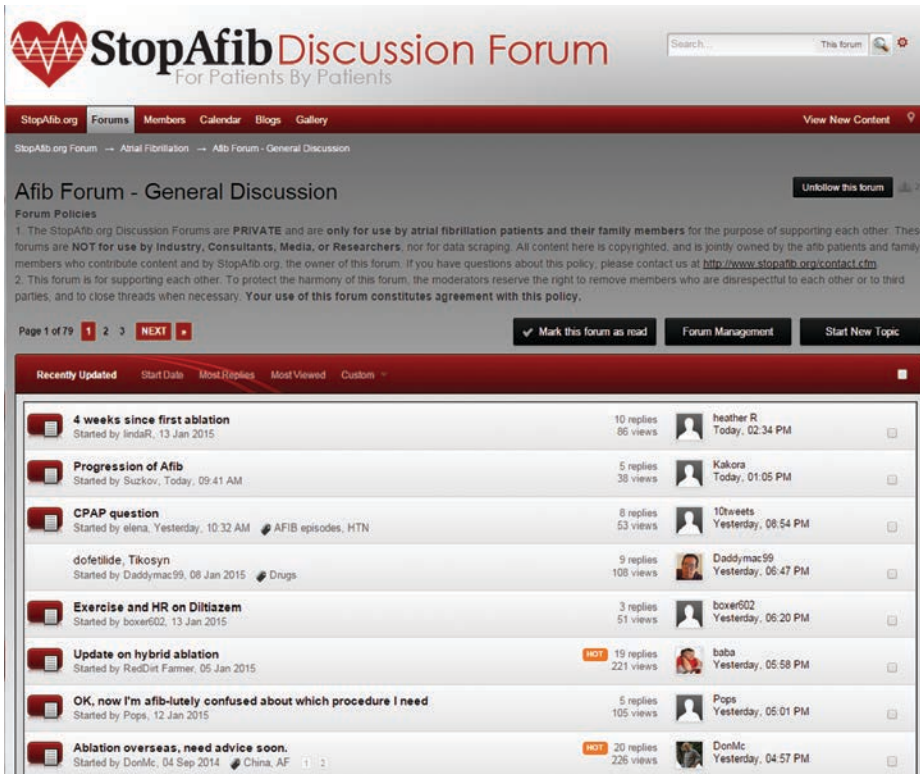 StopAfib Discussion Forum
For Patients By Patients
Search... This forum
StopAfib.org Forums Members Calendar Blogs Gallery View New Content
StopAfib.org Forum → Atrial Fibrillation → Afib Forum - General Discussion
Afib Forum - General Discussion
Unfollow this forum
Forum Policies
1. The StopAfib.org Discussion Forums are PRIVATE and are only for use by atrial fibrillation patients and their family members for the purpose of supporting each other. Thes
forums are NOT for use by Industry, Consultants, Media, or Researchers, nor for data scraping. All content here is copyrighted, and is jointly owned by the afib patients and family
members who contribute content and by StopAfib.org, the owner of this forum. If you have questions about this policy, please contact us at http://www.stopafib.org/contact.cfm.
2. This forum is for supporting each other. To protect the harmony of this forum, the moderators reserve the right to remove members who are disrespectful to each other or to third
parties, and to close threads when necessary. Your use of this forum constitutes agreement with this policy.
Page 1 of 79 1 2 3 NEXT »
Mark this forum as read Forum Management Start New Topic
Recently Updated Start Date Most Replies Most Viewed Custom
4 weeks since first ablation 10 replies heather R
Started by lindaR, 13 Jan 2015 86 views Today, 02:34 PM
Progression of Afib 5 replies Kakora
Started by Suzkov, Today, 09:41 AM 38 views Today, 01:05 PM
CPAP question 8 replies 10tweets
Started by elena, Yesterday, 10:32 AM AFIB episodes, HTN 53 views Yesterday, 08:54 PM
dofetilide, Tikosyn 9 replies Daddymac99
Started by Daddymac99, 08 Jan 2015 Drugs 108 views Yesterday, 06:47 PM
Exercise and HR on Diltiazem 3 replies boxer602
Started by boxer602, 13 Jan 2015 51 views Yesterday, 06:20 PM
Update on hybrid ablation HOT 19 replies baba
Started by RedDirt Farmer, 05 Jan 2015 221 views Yesterday, 05:58 PM
OK, now I'm afib-lutely confused about which procedure I need 5 replies Pops
Started by Pops, 12 Jan 2015 105 views Yesterday, 05:01 PM
Ablation overseas, need advice soon. HOT 20 replies DonMc
Started by DonMc, 04 Sep 2014 China, AF 1 2 226 views Yesterday, 04:57 PM